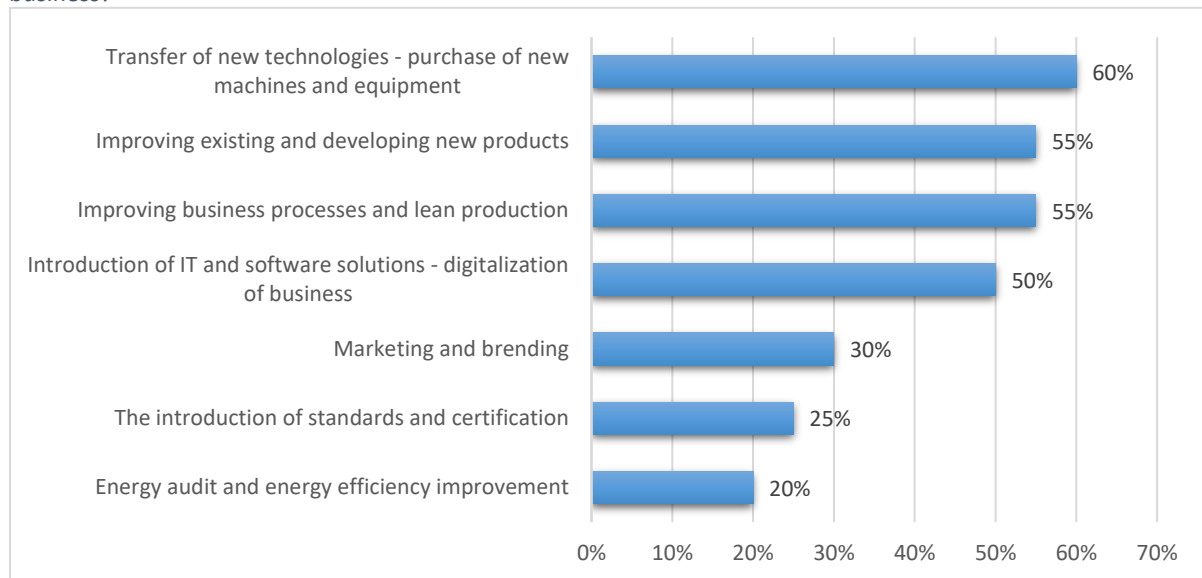 business?
Transfer of new technologies - purchase of new
machines and equipment
60%
Improving existing and developing new products
55%
Improving business processes and lean production
55%
Introduction of IT and software solutions - digitalization
of business
50%
Marketing and brending
30%
The introduction of standards and certification
25%
Energy audit and energy efficiency improvement
20%
0% 10% 20% 30% 40% 50% 60% 70%